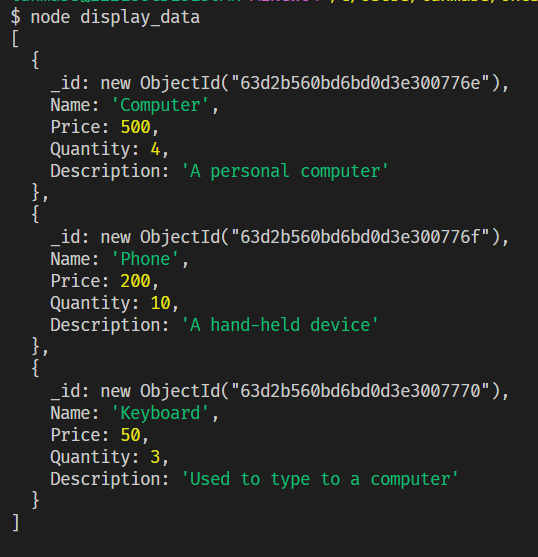 $ node display_data
[
  {
    _id: new ObjectId("63d2b560bd6bd0d3e300776e"),
    Name: 'Computer',
    Price: 500,
    Quantity: 4,
    Description: 'A personal computer'
  },
  {
    _id: new ObjectId("63d2b560bd6bd0d3e300776f"),
    Name: 'Phone',
    Price: 200,
    Quantity: 10,
    Description: 'A hand-held device'
  },
  {
    _id: new ObjectId("63d2b560bd6bd0d3e3007770"),
    Name: 'Keyboard',
    Price: 50,
    Quantity: 3,
    Description: 'Used to type to a computer'
  }
]